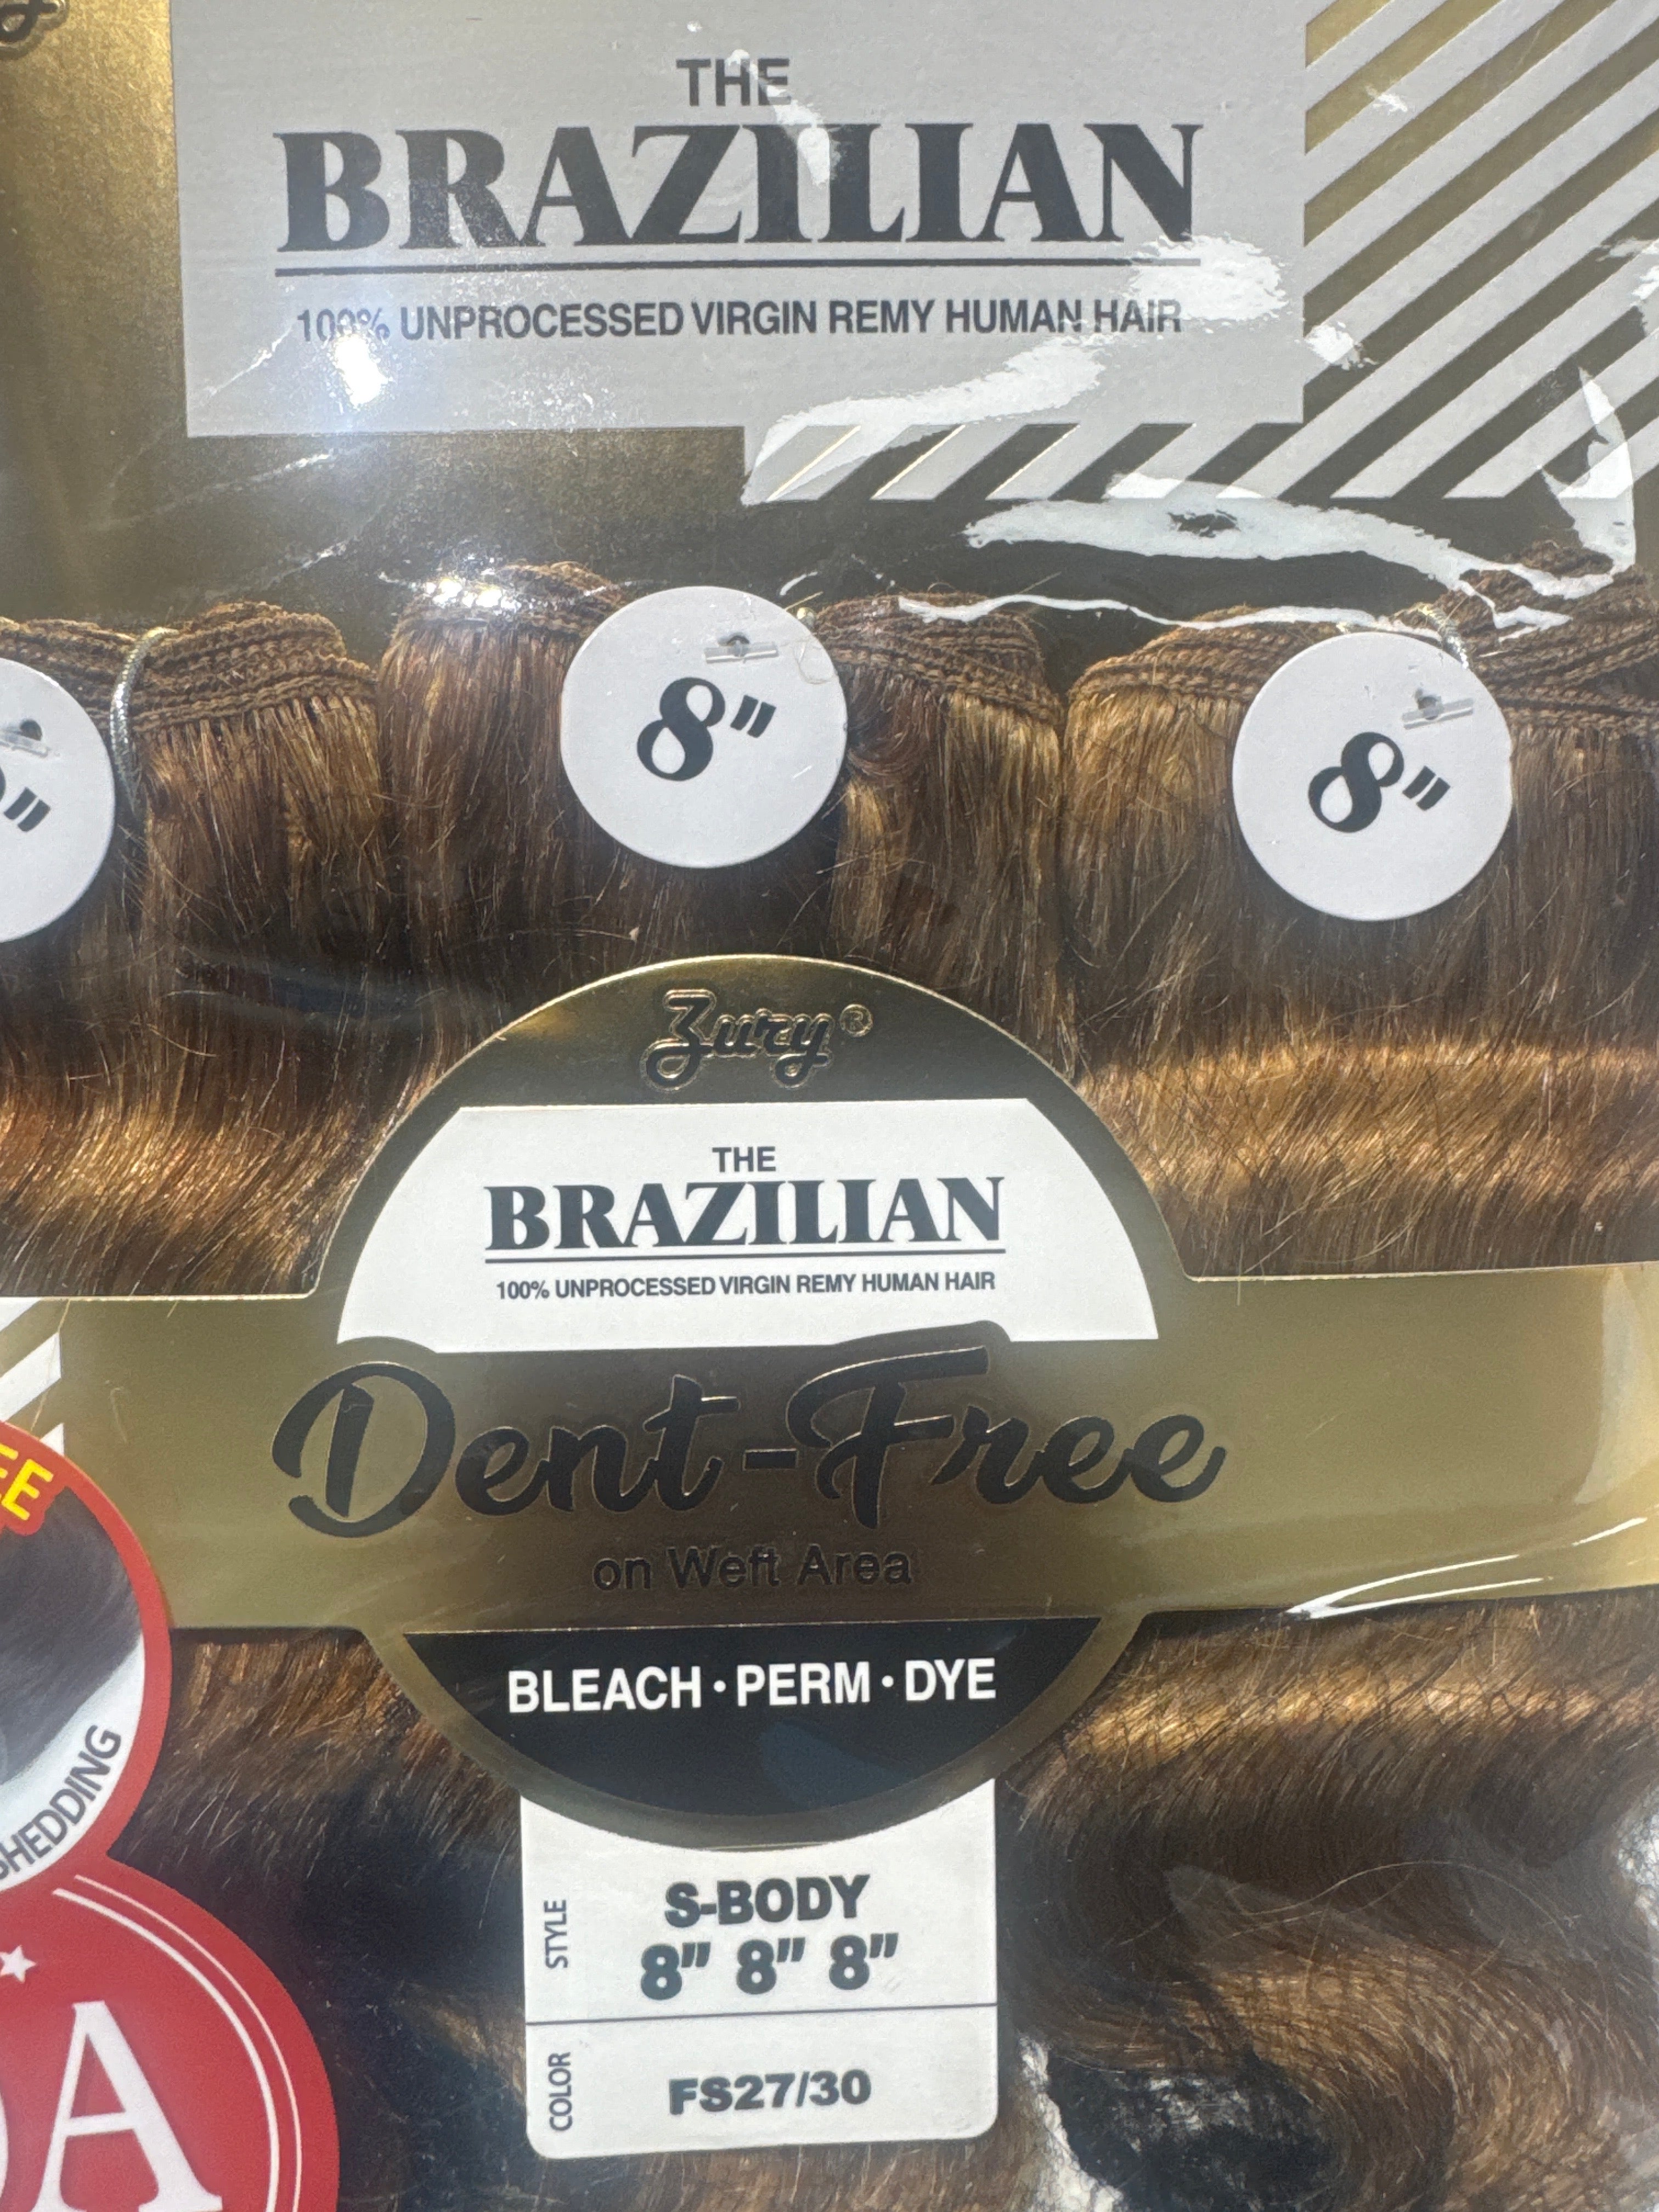 THE
BRAZILIAN
100% UNPROCESSED VIRGIN REMY HUMAN HAIR
8"
8"
Zury®
THE
BRAZILIAN
100% UNPROCESSED VIRGIN REMY HUMAN HAIR
Dent-Free
on Weft Area
BLEACH • PERM • DYE
STYLE
S-BODY
8" 8" 8"
COLOR
FS27/30